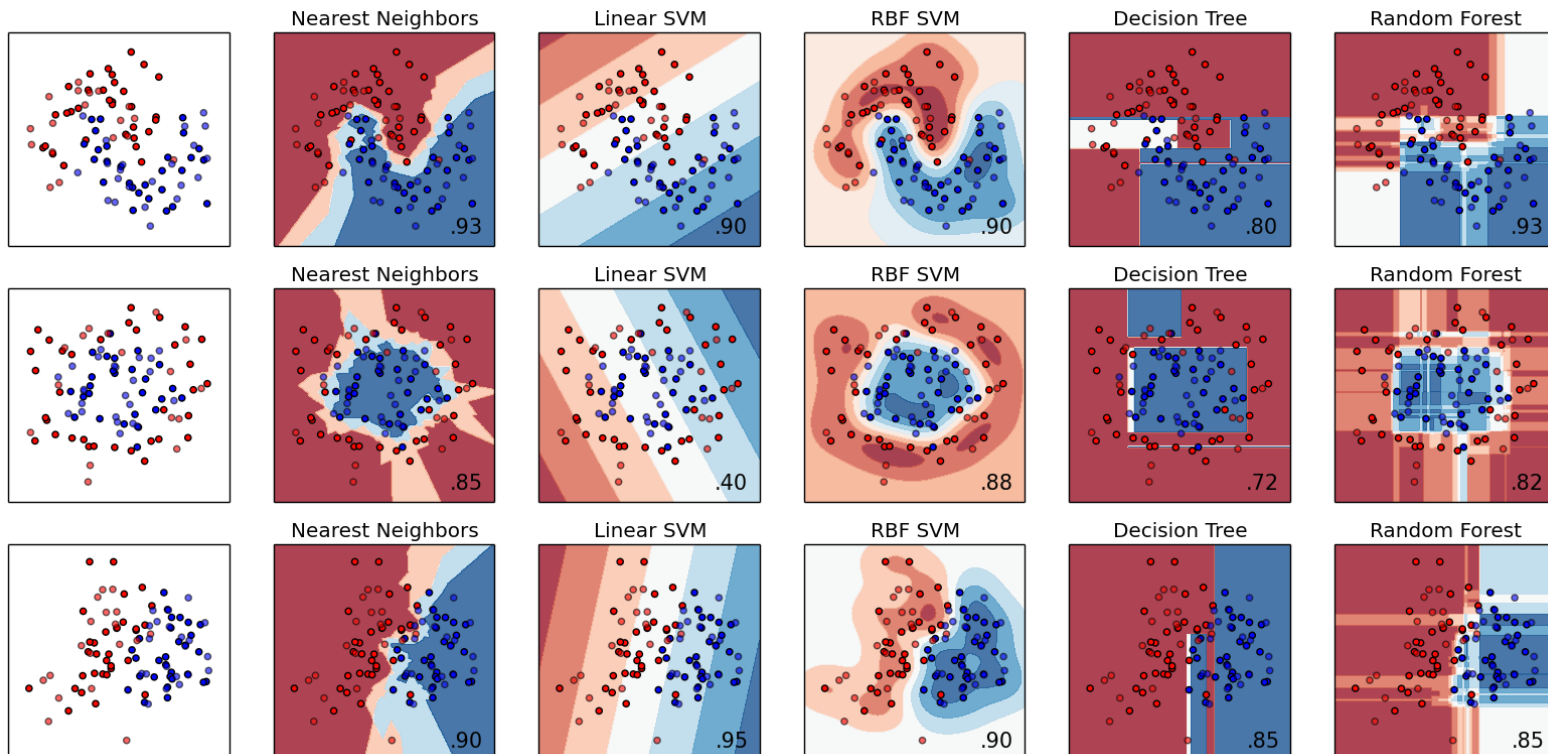 Nearest Neighbors Linear SVM RBF SVM Decision Tree Random Forest
.93 .90 .90 .80 .93
Nearest Neighbors Linear SVM RBF SVM Decision Tree Random Forest
.85 .40 .88 .72 .82
Nearest Neighbors Linear SVM RBF SVM Decision Tree Random Forest
.90 .95 .90 .85 .85